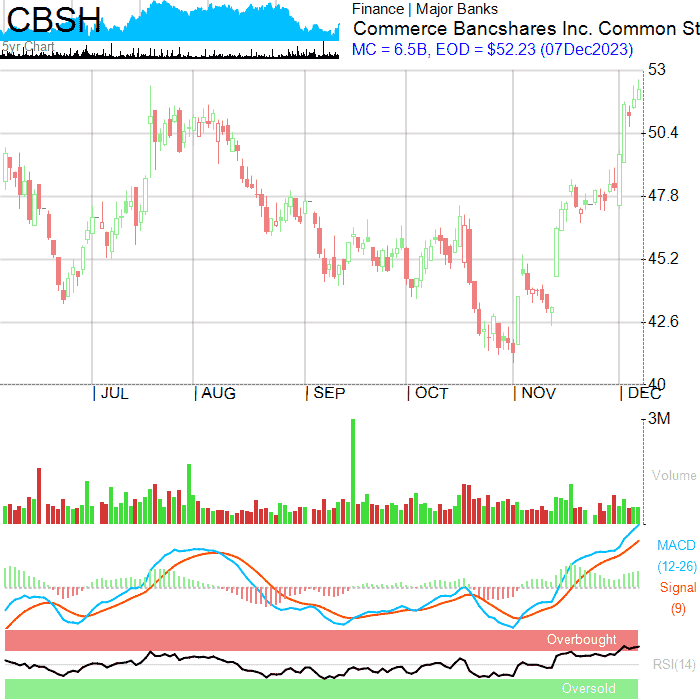 CBSH
5yr Chart
Finance | Major Banks
Commerce Bancshares Inc. Common St
MC = 6.5B, EOD = $52.23 (07Dec2023)
53
50.4
47.8
45.2
42.6
40
| JUL | AUG | SEP | OCT | NOV | DEC
3M
Volume
MACD
(12-26)
Signal
(9)
Overbought
RSI(14)
Oversold